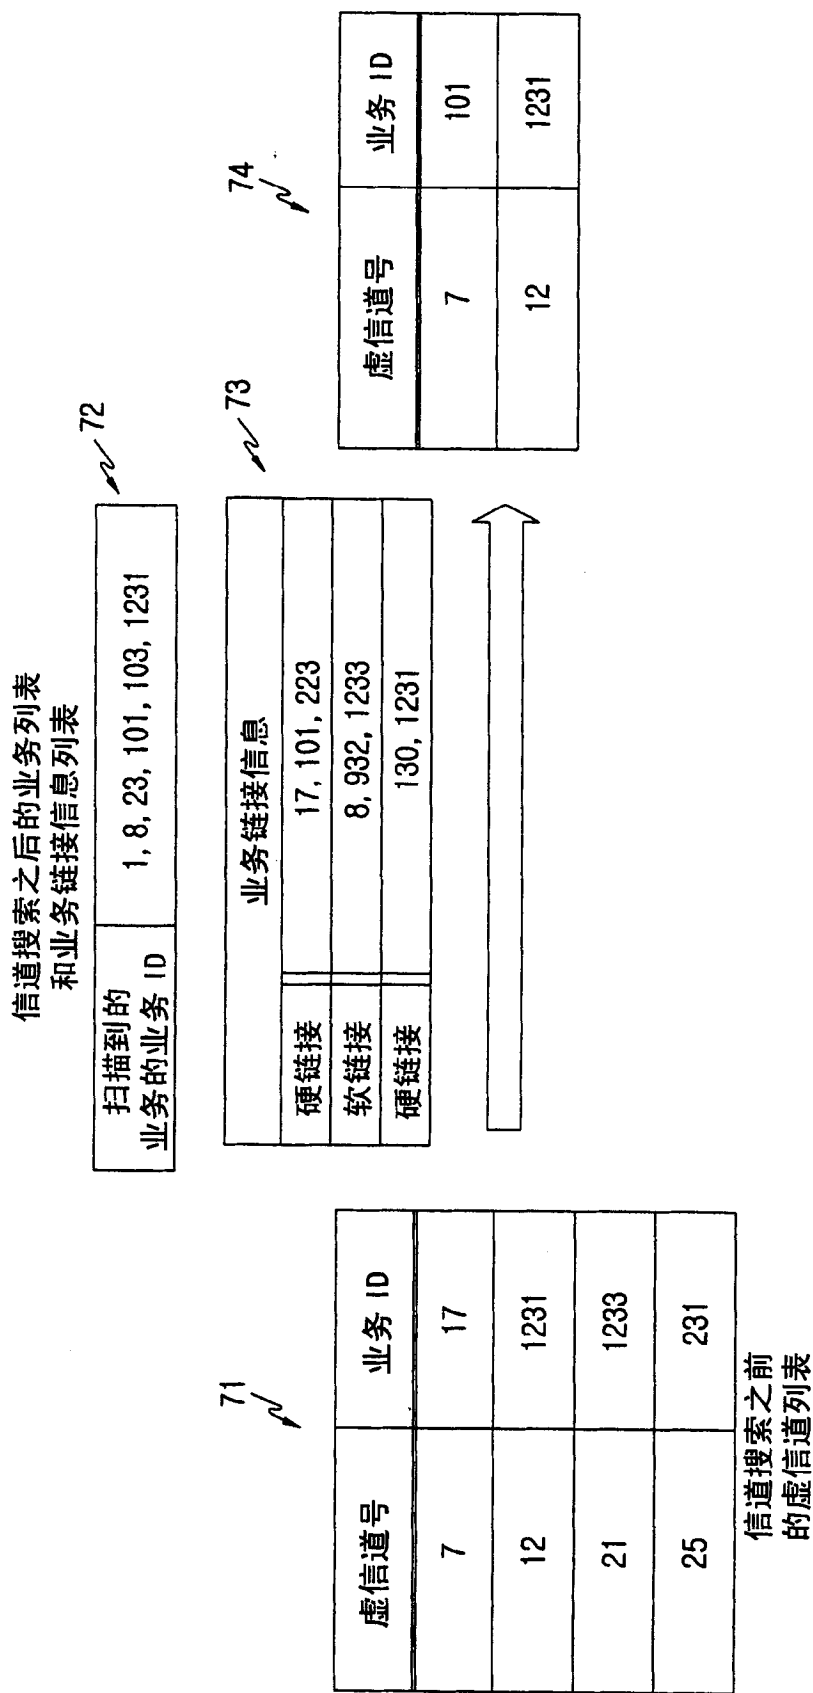 信道搜索之后的业务列表
和业务链接信息列表
72
扫描到的
业务的业务 ID
1, 8, 23, 101, 103, 1231
73
业务链接信息
硬链接 17, 101, 223
软链接 8, 932, 1233
硬链接 130, 1231
71
虚信道号 业务 ID
7 17
12 1231
21 1233
25 231
信道搜索之前
的虚信道列表
74
虚信道号 业务 ID
7 101
12 1231